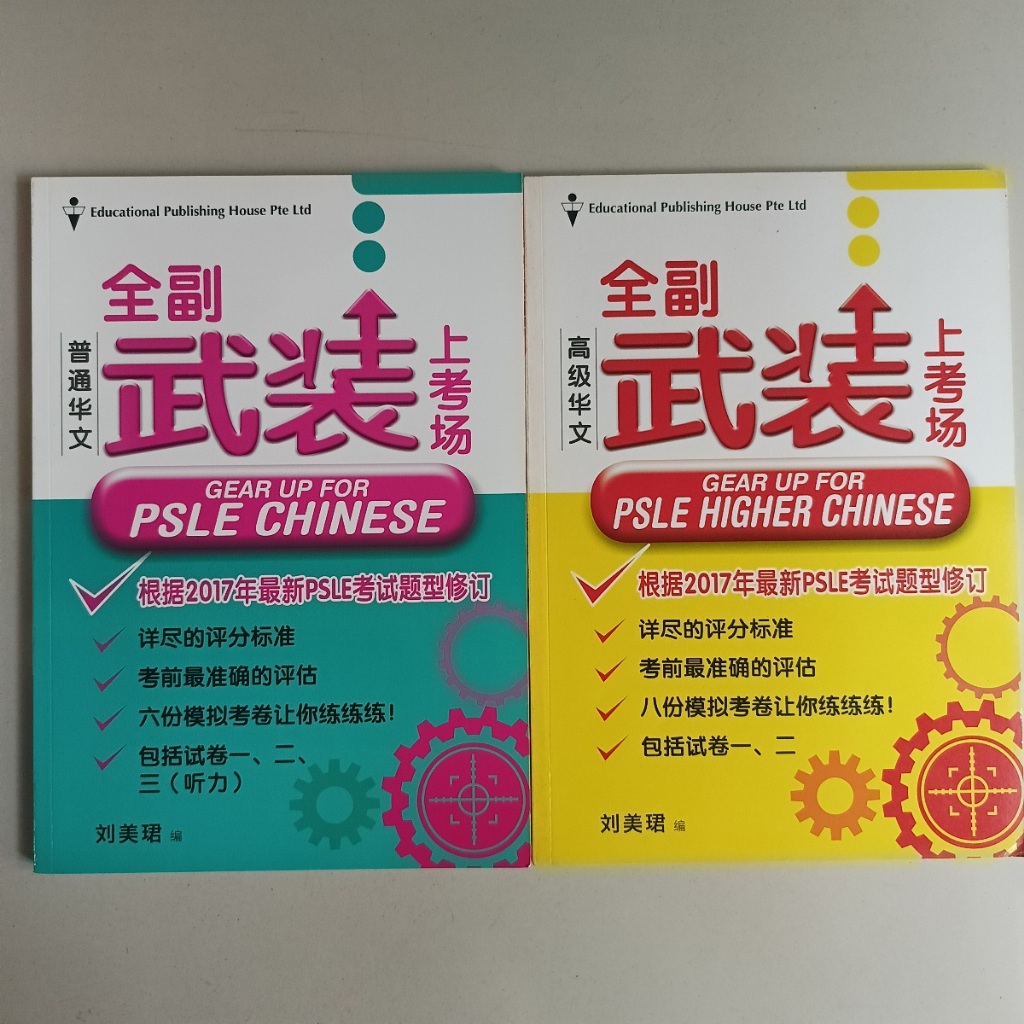 Educational Publishing House Pte Ltd
全副
武装
上考场
普通华文
GEAR UP FOR
PSLE CHINESE
根据2017年最新PSLE考试题型修订
详尽的评分标准
考前最准确的评估
六份模拟考卷让你练练练!
包括试卷一、二、
三(听力)
刘美珺 编
Educational Publishing House Pte Ltd
全副
武装
上考场
高级华文
GEAR UP FOR
PSLE HIGHER CHINESE
根据2017年最新PSLE考试题型修订
详尽的评分标准
考前最准确的评估
八份模拟考卷让你练练练!
包括试卷一、二
刘美珺 编